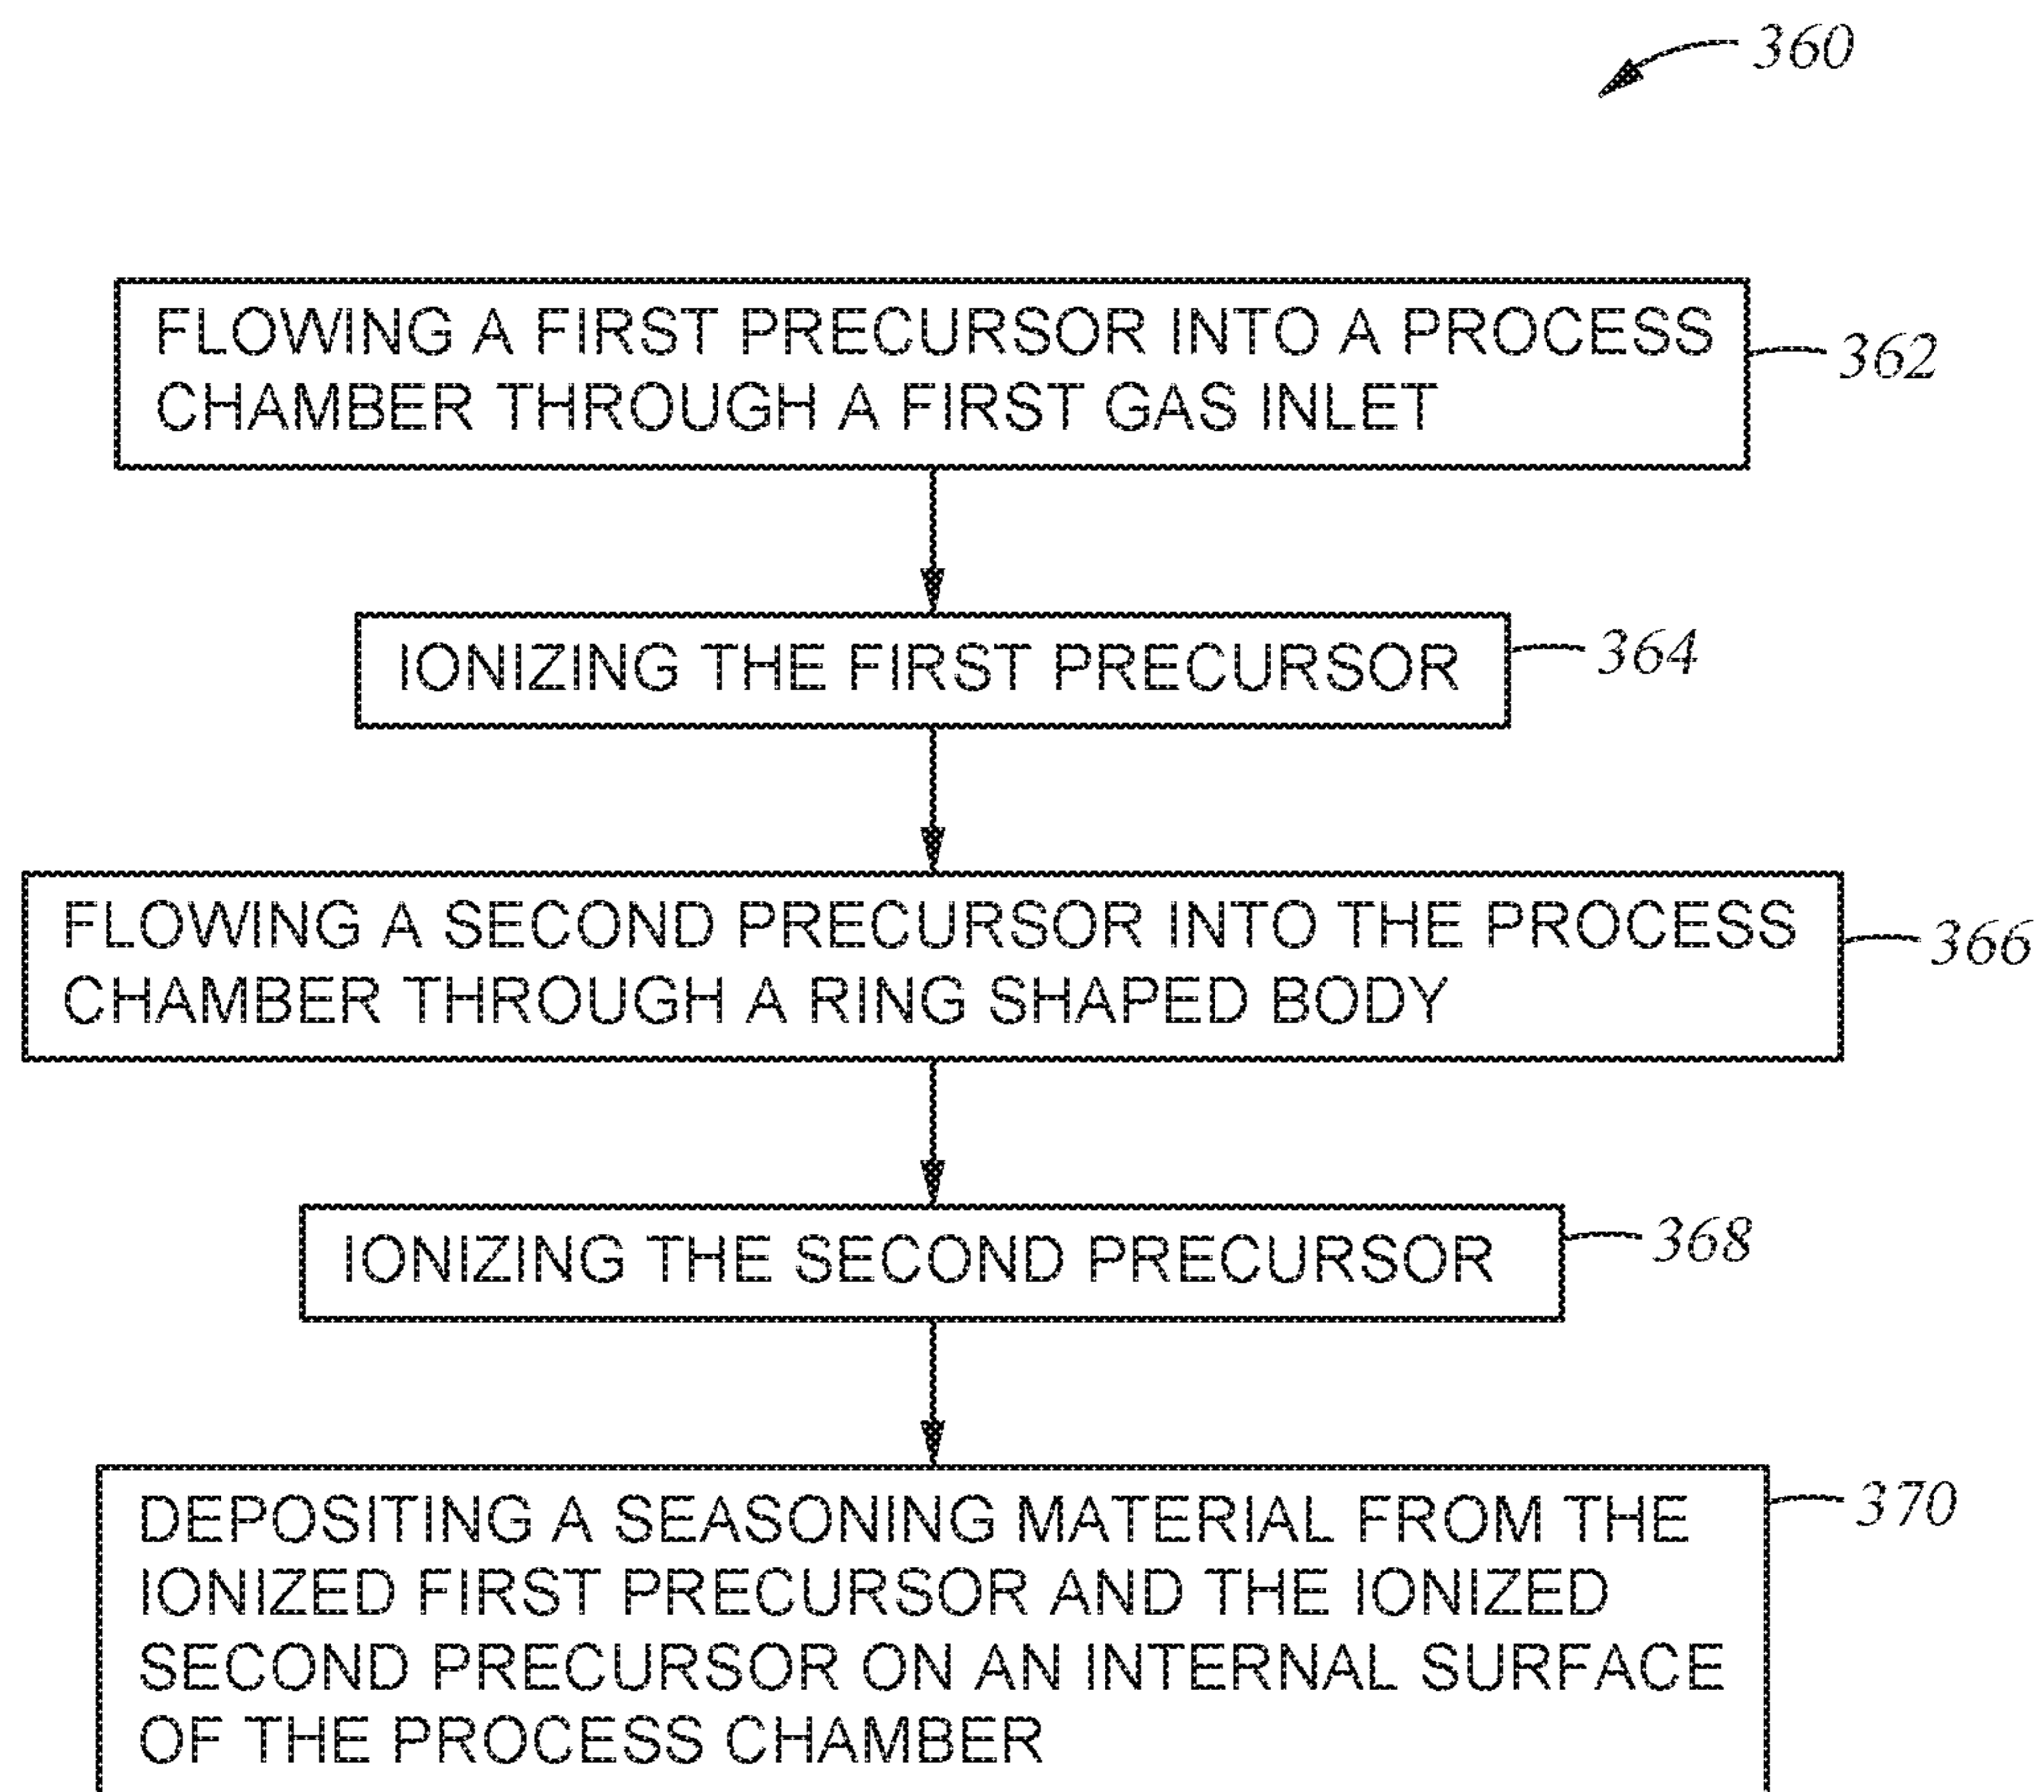 360
FLOWING A FIRST PRECURSOR INTO A PROCESS
CHAMBER THROUGH A FIRST GAS INLET
362
IONIZING THE FIRST PRECURSOR
364
FLOWING A SECOND PRECURSOR INTO THE PROCESS
CHAMBER THROUGH A RING SHAPED BODY
366
IONIZING THE SECOND PRECURSOR
368
DEPOSITING A SEASONING MATERIAL FROM THE
IONIZED FIRST PRECURSOR AND THE IONIZED
SECOND PRECURSOR ON AN INTERNAL SURFACE
OF THE PROCESS CHAMBER
370